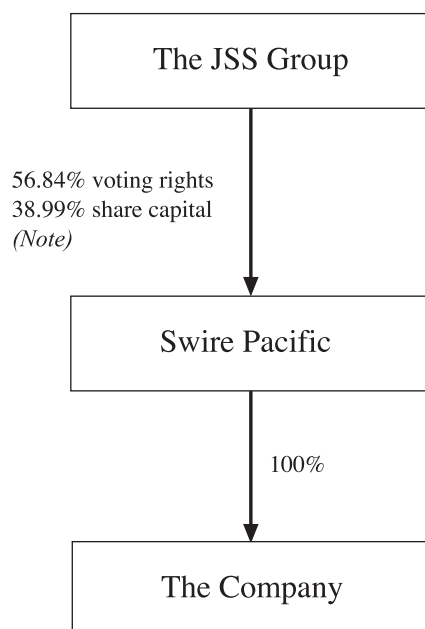 The JSS Group
56.84% voting rights
38.99% share capital
(Note)
Swire Pacific
100%
The Company